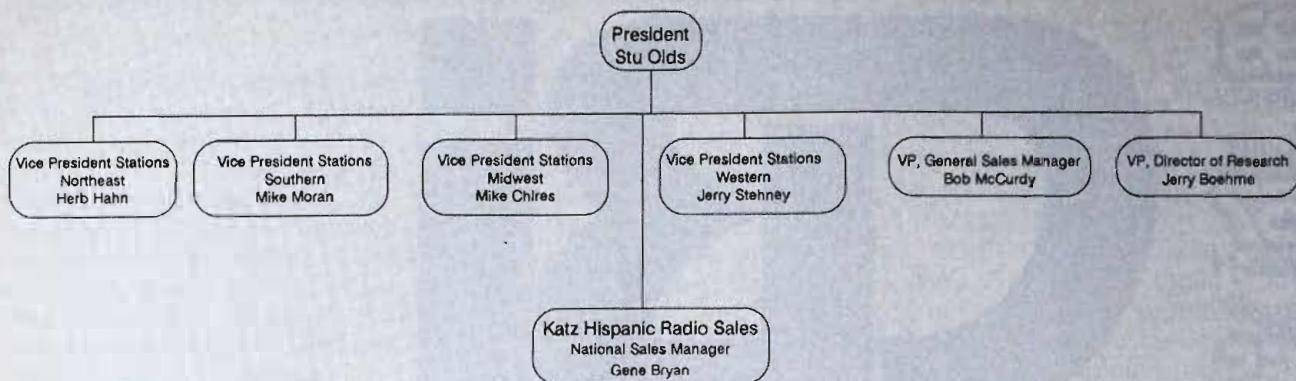 President
Stu Olds
Vice President Stations
Northeast
Herb Hahn
Vice President Stations
Southern
Mike Moran
Vice President Stations
Midwest
Mike Chires
Vice President Stations
Western
Jerry Stehney
VP, General Sales Manager
Bob McCurdy
VP, Director of Research
Jerry Boehme
Katz Hispanic Radio Sales
National Sales Manager
Gene Bryan